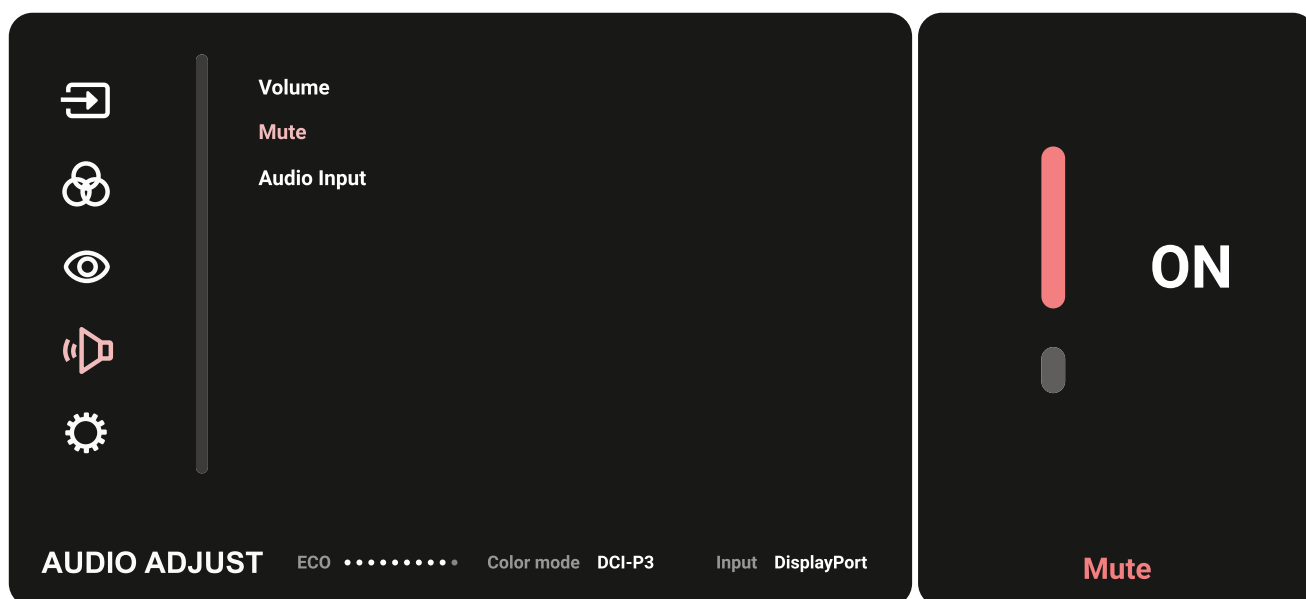 Volume
Mute
Audio Input
ON
AUDIO ADJUST ECO Color mode DCI-P3 Input DisplayPort
Mute